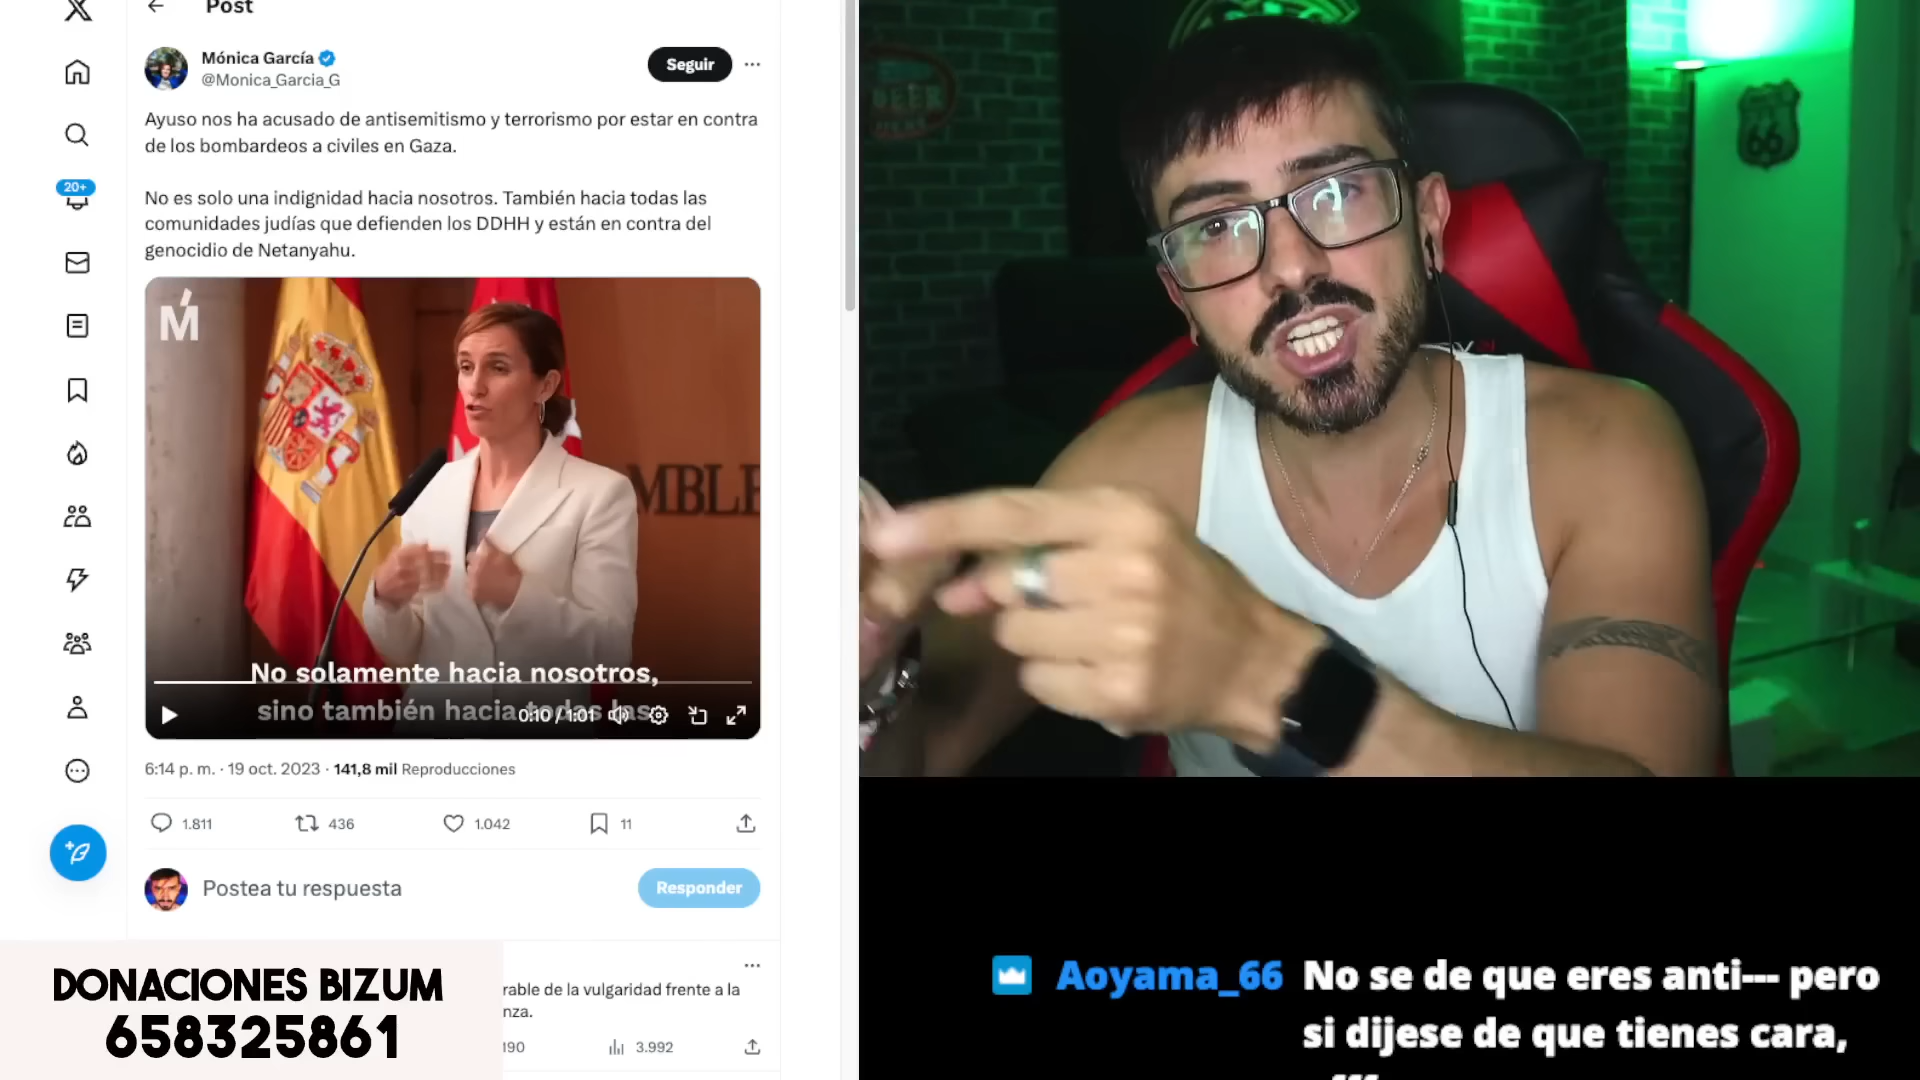 Post
Mónica García
@Monica_Garcia_G
Seguir
20+
Ayuso nos ha acusado de antisemitismo y terrorismo por estar en contra
de los bombardeos a civiles en Gaza.
No es solo una indignidad hacia nosotros. También hacia todas las
comunidades judías que defienden los DDHH y están en contra del
genocidio de Netanyahu.
Ḿ
MBLE
No solamente hacia nosotros,
sino también hacia todas las
0:10 / 1:01
6:14 p. m. · 19 oct. 2023 · 141,8 mil Reproducciones
1.811
436
1.042
11
Postea tu respuesta
Responder
rable de la vulgaridad frente a la
nza.
190
3.992
DONACIONES BIZUM
658325861
BEER
66
Aoyama_66 No se de que eres anti--- pero
si dijese de que tienes cara,